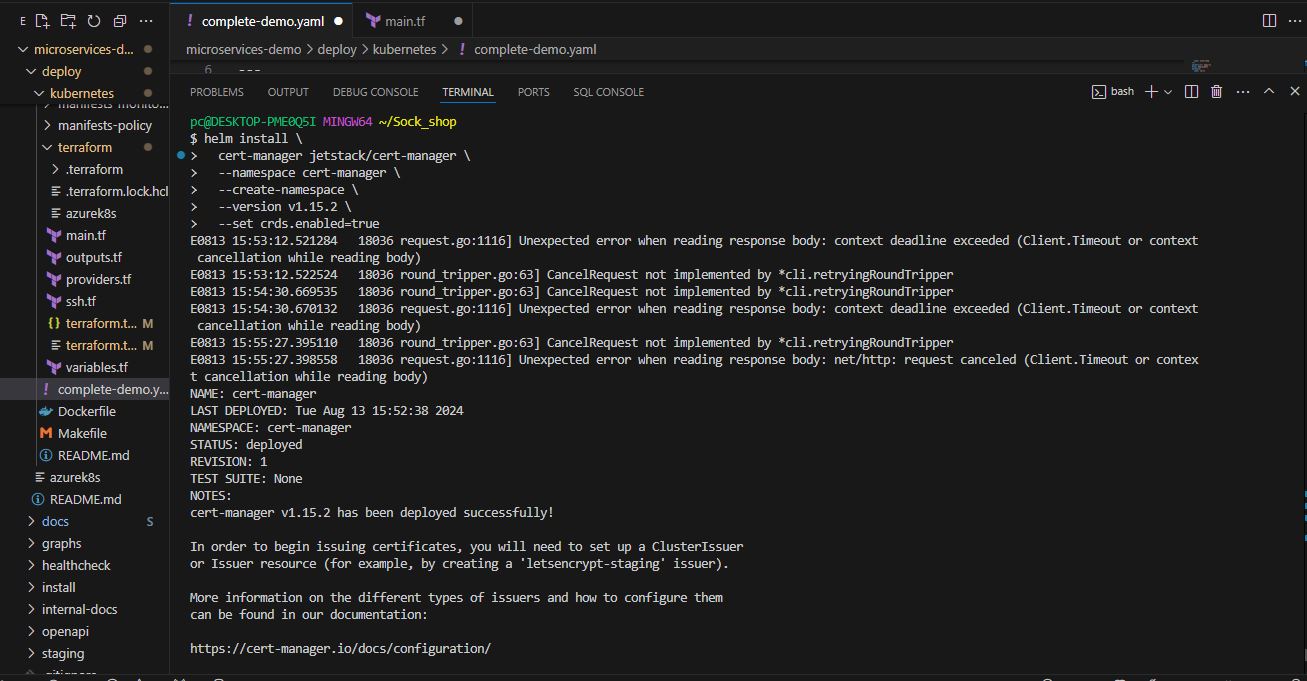 E
complete-demo.yaml
main.tf
microservices-demo > deploy > kubernetes > ! complete-demo.yaml
6 ---
microservices-d...
deploy
kubernetes
manifests-monito...
manifests-policy
terraform
.terraform
.terraform.lock.hcl
azurek8s
main.tf
outputs.tf
providers.tf
ssh.tf
terraform.t... M
terraform.t... M
variables.tf
complete-demo.y...
Dockerfile
Makefile
README.md
azurek8s
README.md
docs S
graphs
healthcheck
install
internal-docs
openapi
staging
.gitignore
PROBLEMS OUTPUT DEBUG CONSOLE TERMINAL PORTS SQL CONSOLE
bash
pc@DESKTOP-PME0Q5I MINGW64 ~/Sock_shop
$ helm install \
>   cert-manager jetstack/cert-manager \
>   --namespace cert-manager \
>   --create-namespace \
>   --version v1.15.2 \
>   --set crds.enabled=true
E0813 15:53:12.521284   18036 request.go:1116] Unexpected error when reading response body: context deadline exceeded (Client.Timeout or context
 cancellation while reading body)
E0813 15:53:12.522524   18036 round_tripper.go:63] CancelRequest not implemented by *cli.retryingRoundTripper
E0813 15:54:30.669535   18036 round_tripper.go:63] CancelRequest not implemented by *cli.retryingRoundTripper
E0813 15:54:30.670132   18036 request.go:1116] Unexpected error when reading response body: context deadline exceeded (Client.Timeout or context
 cancellation while reading body)
E0813 15:55:27.395110   18036 round_tripper.go:63] CancelRequest not implemented by *cli.retryingRoundTripper
E0813 15:55:27.398558   18036 request.go:1116] Unexpected error when reading response body: net/http: request canceled (Client.Timeout or contex
t cancellation while reading body)
NAME: cert-manager
LAST DEPLOYED: Tue Aug 13 15:52:38 2024
NAMESPACE: cert-manager
STATUS: deployed
REVISION: 1
TEST SUITE: None
NOTES:
cert-manager v1.15.2 has been deployed successfully!
In order to begin issuing certificates, you will need to set up a ClusterIssuer
or Issuer resource (for example, by creating a 'letsencrypt-staging' issuer).
More information on the different types of issuers and how to configure them
can be found in our documentation:
https://cert-manager.io/docs/configuration/